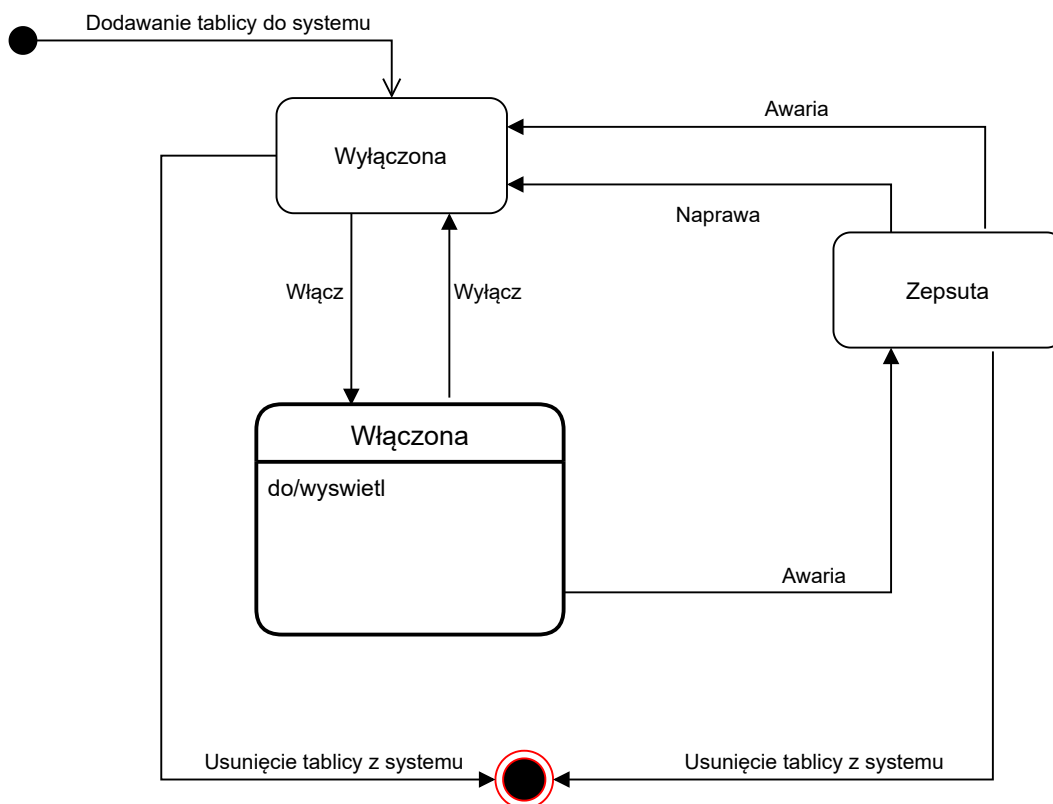 Dodawanie tablicy do systemu
Awaria
Wyłączona
Naprawa
Włącz
Wyłącz
Zepsuta
Włączona
do/wyswietl
Awaria
Usunięcie tablicy z systemu
Usunięcie tablicy z systemu